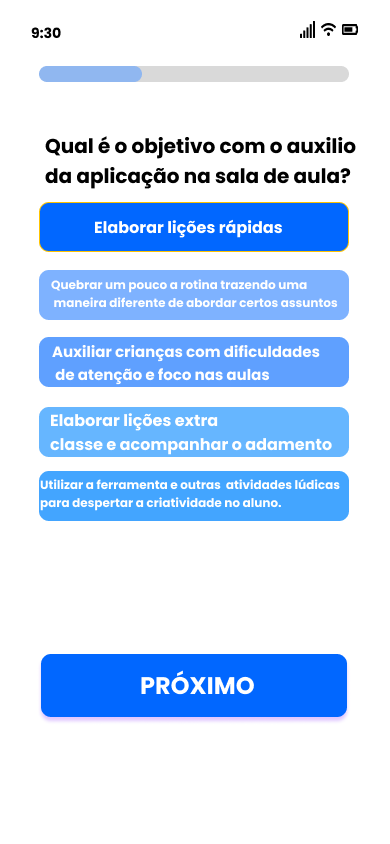 9:30
Qual é o objetivo com o auxilio
da aplicação na sala de aula?
Elaborar lições rápidas
Quebrar um pouco a rotina trazendo uma
maneira diferente de abordar certos assuntos
Auxiliar crianças com dificuldades
de atenção e foco nas aulas
Elaborar lições extra
classe e acompanhar o adamento
Utilizar a ferramenta e outras atividades lúdicas
para despertar a criatividade no aluno.
PRÓXIMO